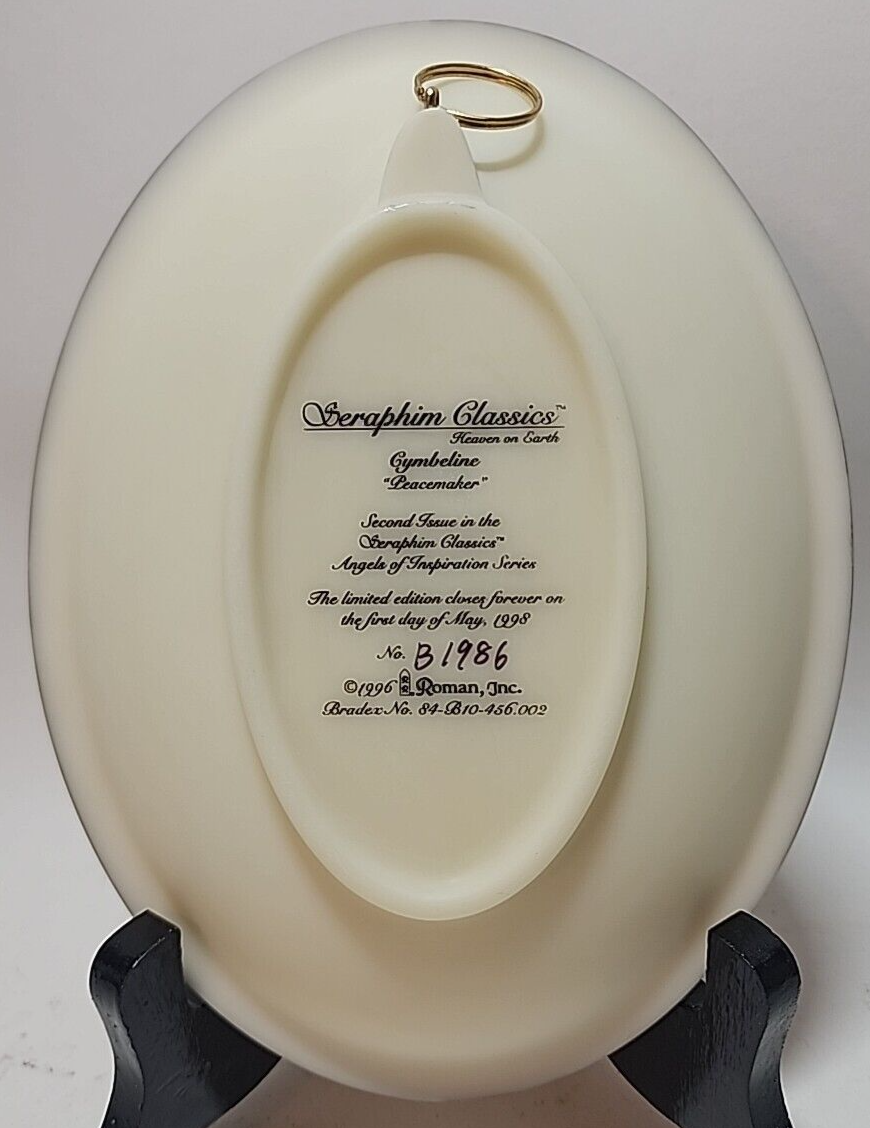 Seraphim Classics™
Heaven on Earth
Cymbeline
"Peacemaker"
Second Issue in the
Seraphim Classics™
Angels of Inspiration Series
The limited edition closes forever on
the first day of May, 1998
No. B1986
©1996 Roman, Inc.
Bradex No. 84-B10-456.002